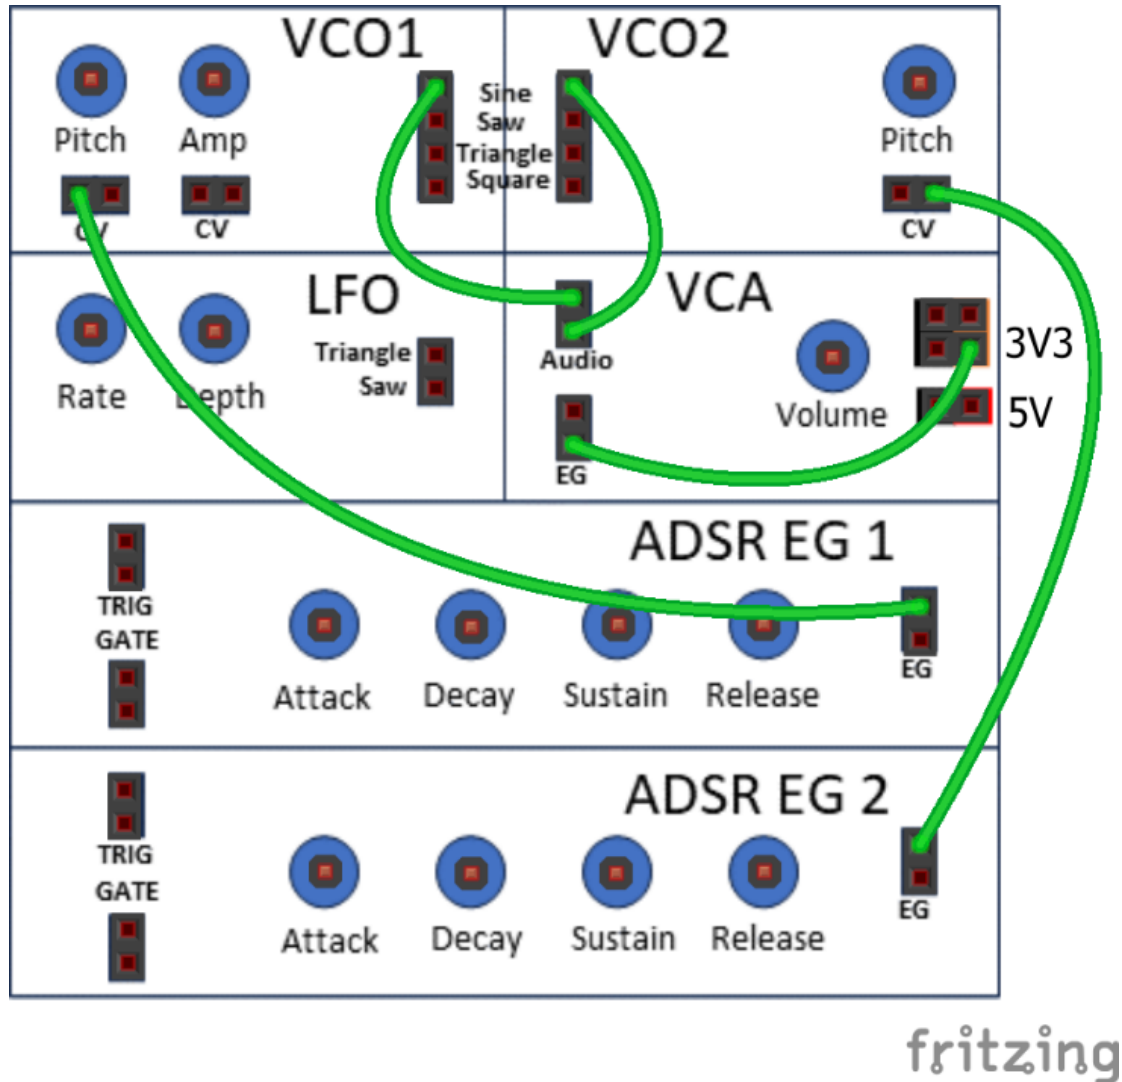 VCO1
VCO2
Pitch
Amp
Sine
Saw
Triangle
Square
Pitch
CV
CV
CV
LFO
VCA
Triangle
Saw
Rate
Depth
Audio
Volume
3V3
5V
EG
ADSR EG 1
TRIG
GATE
Attack
Decay
Sustain
Release
EG
ADSR EG 2
TRIG
GATE
Attack
Decay
Sustain
Release
EG
fritzing